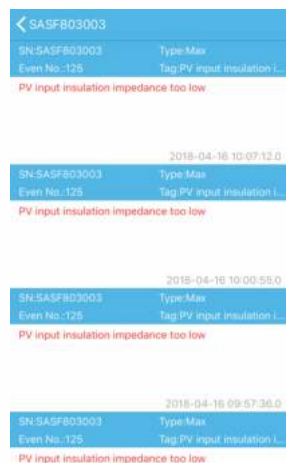 SASF803003
SN:SASF803003 Type:Max
Even No.:125 Tag:PV input insulation i...
PV input insulation impedance too low
2018-04-16 10:07:12.0
SN:SASF803003 Type:Max
Even No.:125 Tag:PV input insulation i...
PV input insulation impedance too low
2018-04-16 10:00:55.0
SN:SASF803003 Type:Max
Even No.:125 Tag:PV input insulation i...
PV input insulation impedance too low
2018-04-16 09:57:36.0
SN:SASF803003 Type:Max
Even No.:125 Tag:PV input insulation i...
PV input insulation impedance too low